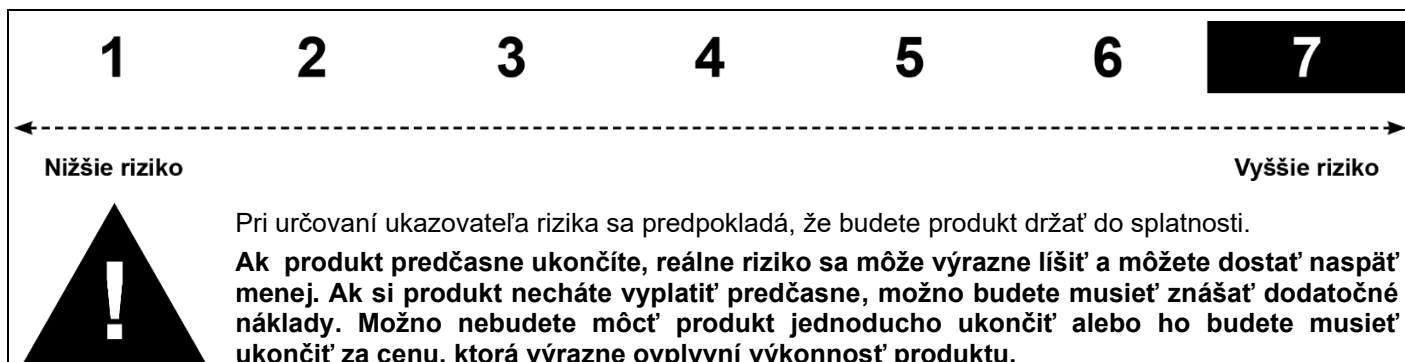 1 2 3 4 5 6 7
Nižšie riziko Vyššie riziko
!
Pri určovaní ukazovateľa rizika sa predpokladá, že budete produkt držať do splatnosti.
Ak produkt predčasne ukončíte, reálne riziko sa môže výrazne líšiť a môžete dostať naspäť
menej. Ak si produkt necháte vyplatiť predčasne, možno budete musieť znášať dodatočné
náklady. Možno nebudete môcť produkt jednoducho ukončiť alebo ho budete musieť
ukončiť za cenu, ktorá výrazne ovplyvní výkonnosť produktu.